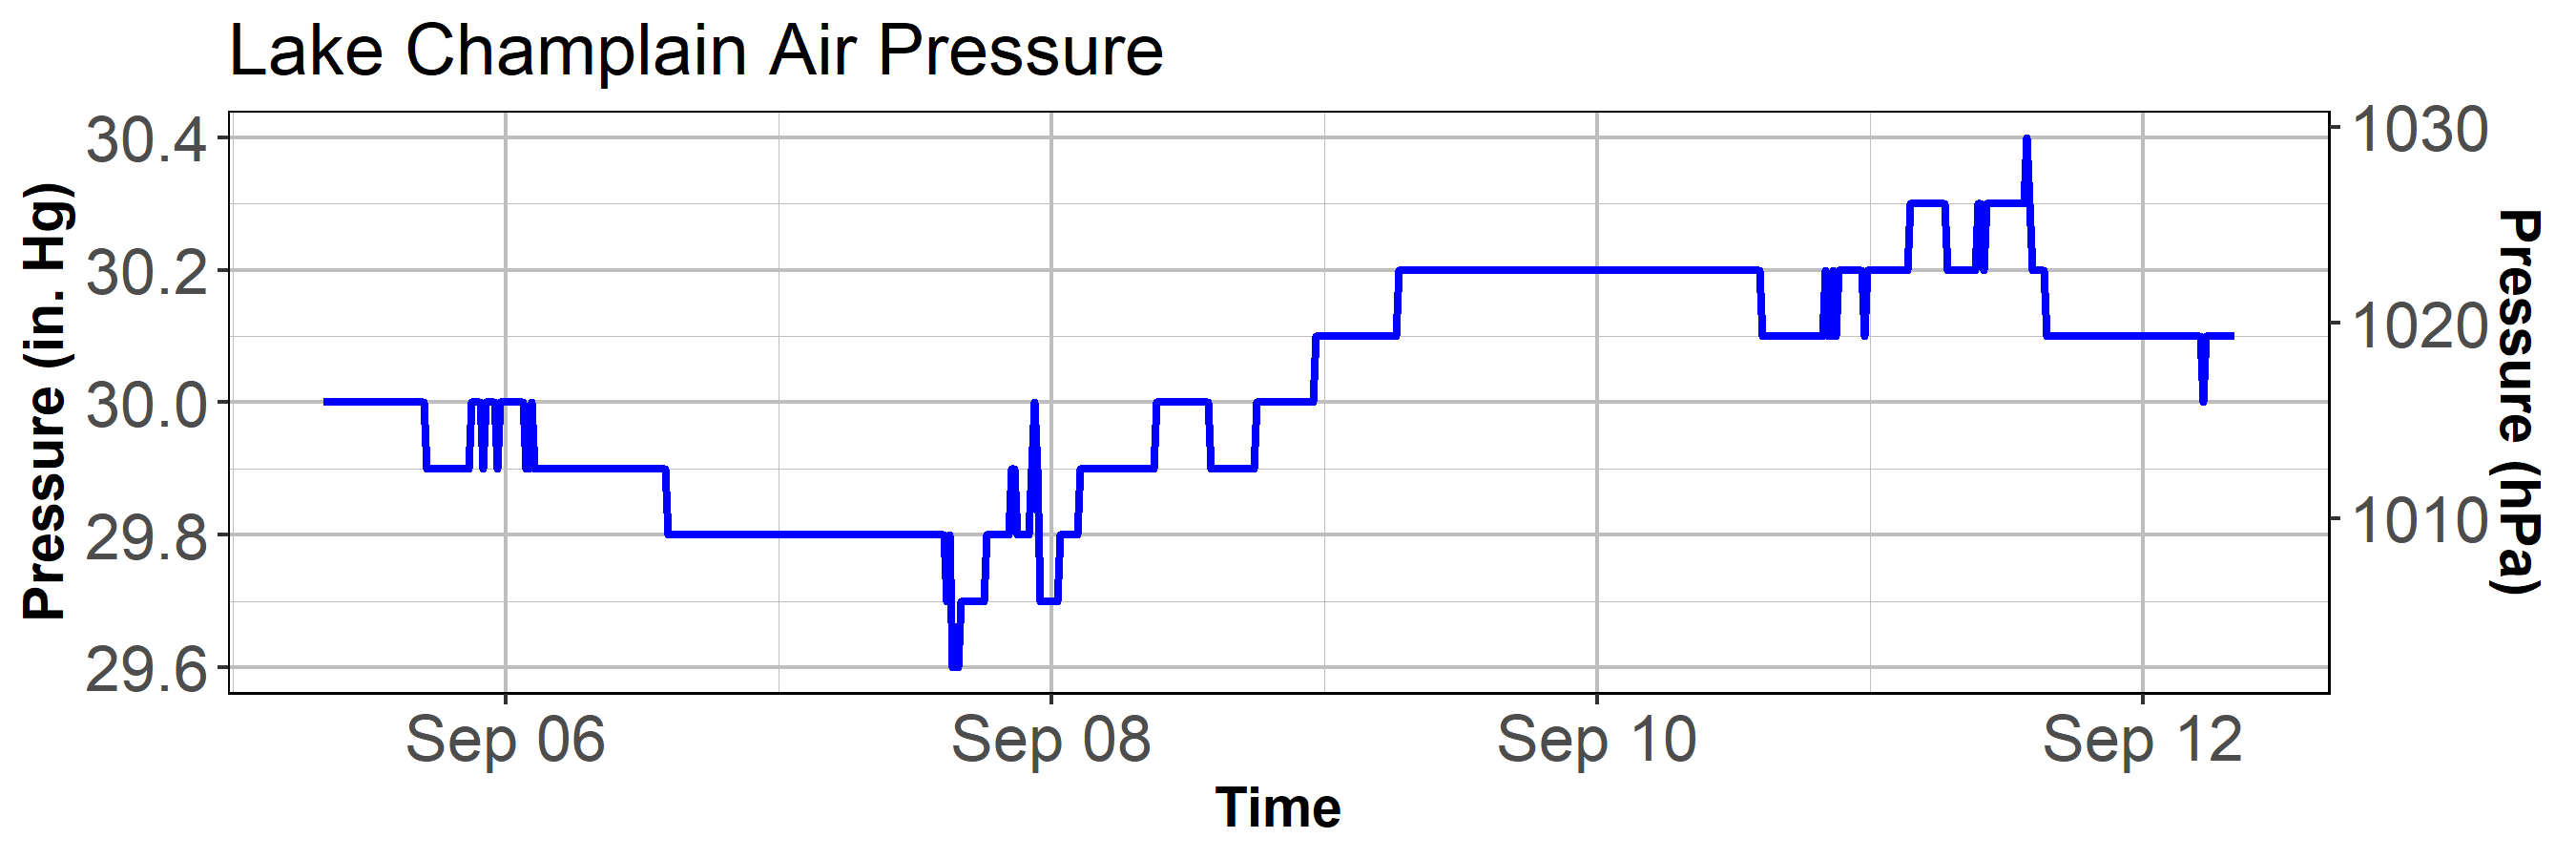 Lake Champlain Air Pressure
Pressure (in. Hg)
30.4
30.2
30.0
29.8
29.6
1030
1020
1010
Pressure (hPa)
Sep 06
Sep 08
Sep 10
Sep 12
Time